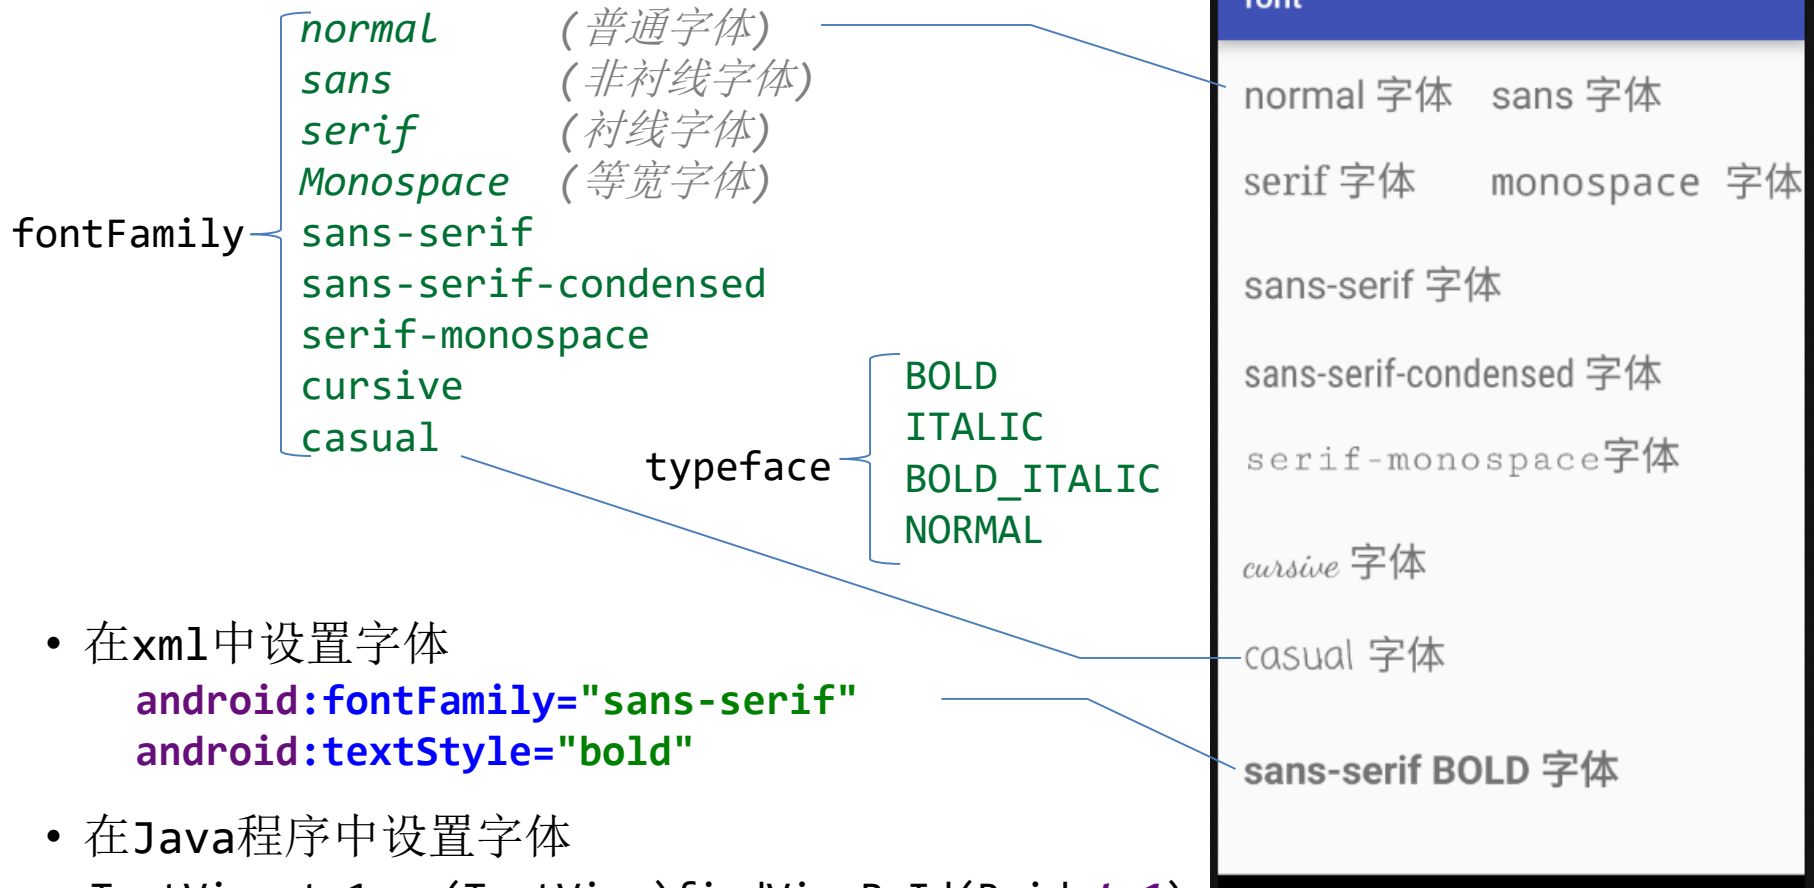 normal (普通字体)
sans (非衬线字体)
serif (衬线字体)
Monospace (等宽字体)
fontFamily
sans-serif
sans-serif-condensed
serif-monospace
cursive
casual
typeface
BOLD
ITALIC
BOLD_ITALIC
NORMAL
• 在xml中设置字体
android:fontFamily="sans-serif"
android:textStyle="bold"
• 在Java程序中设置字体
font
normal 字体 sans 字体
serif 字体 monospace 字体
sans-serif 字体
sans-serif-condensed 字体
serif-monospace字体
cursive 字体
casual 字体
sans-serif BOLD 字体